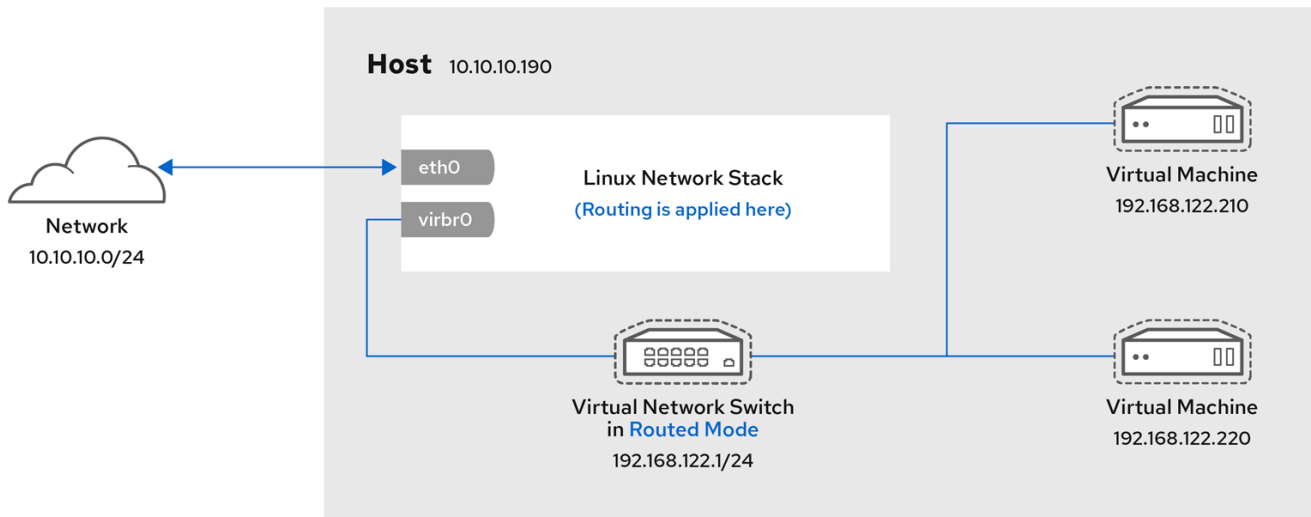 Host 10.10.10.190
eth0
Linux Network Stack
(Routing is applied here)
virbr0
Network
10.10.10.0/24
Virtual Machine
192.168.122.210
Virtual Network Switch
in Routed Mode
192.168.122.1/24
Virtual Machine
192.168.122.220